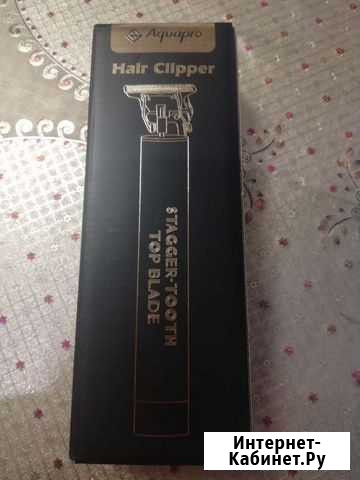 Aquapro
Hair Clipper
STAGGER-TOOTH
TOP BLADE
Интернет-
Кабинет.Ру